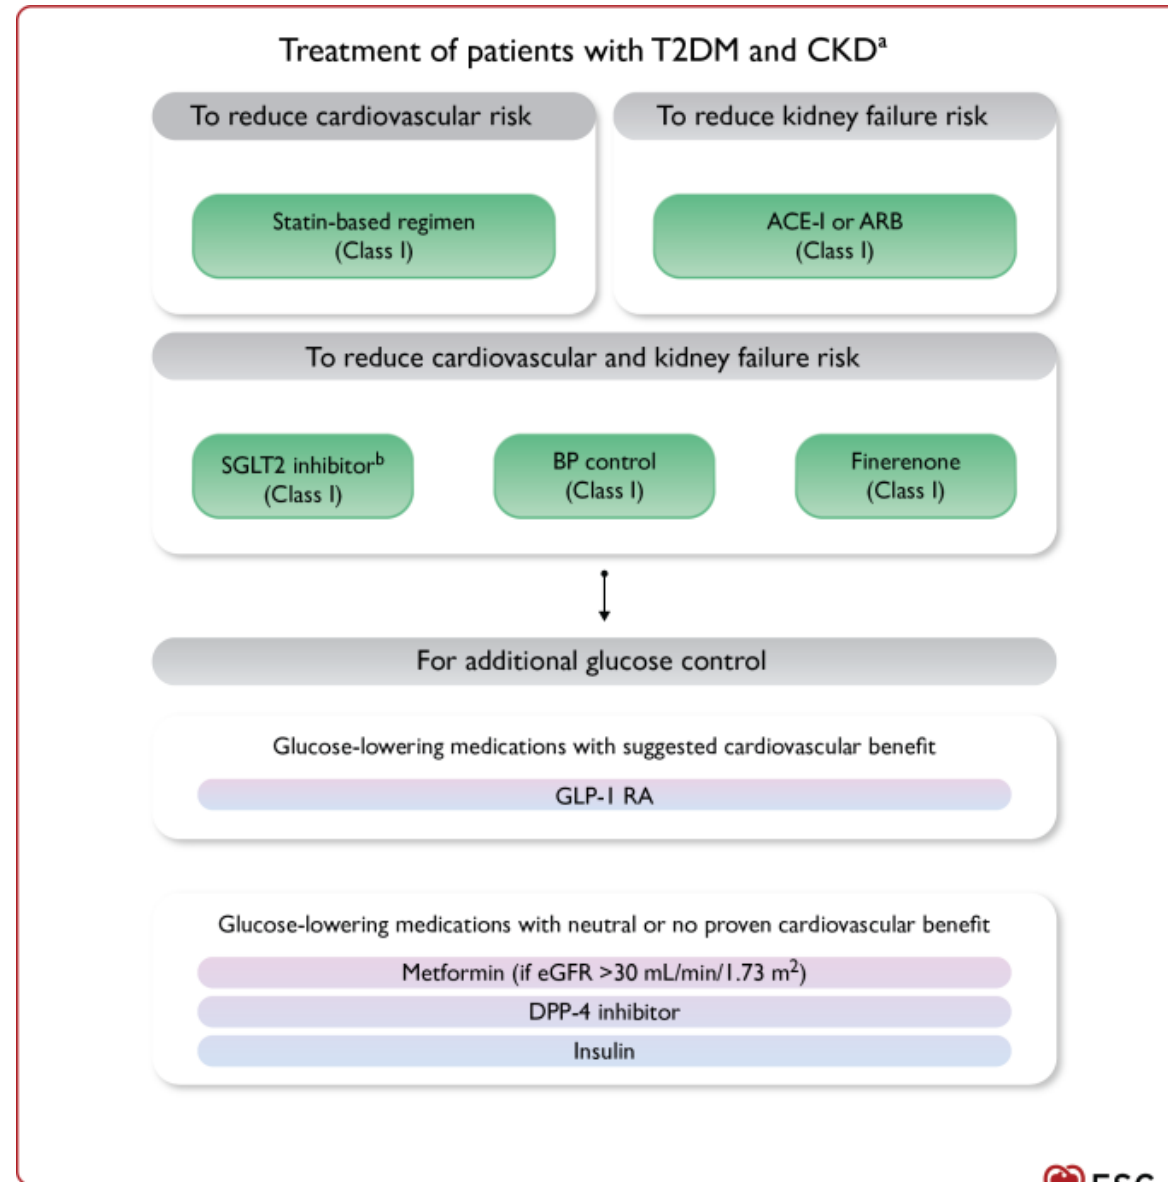 Treatment of patients with T2DM and CKDᵃ
To reduce cardiovascular risk
To reduce kidney failure risk
Statin-based regimen
(Class I)
ACE-I or ARB
(Class I)
To reduce cardiovascular and kidney failure risk
SGLT2 inhibitorᵇ
(Class I)
BP control
(Class I)
Finerenone
(Class I)
For additional glucose control
Glucose-lowering medications with suggested cardiovascular benefit
GLP-1 RA
Glucose-lowering medications with neutral or no proven cardiovascular benefit
Metformin (if eGFR >30 mL/min/1.73 m²)
DPP-4 inhibitor
Insulin
ESC